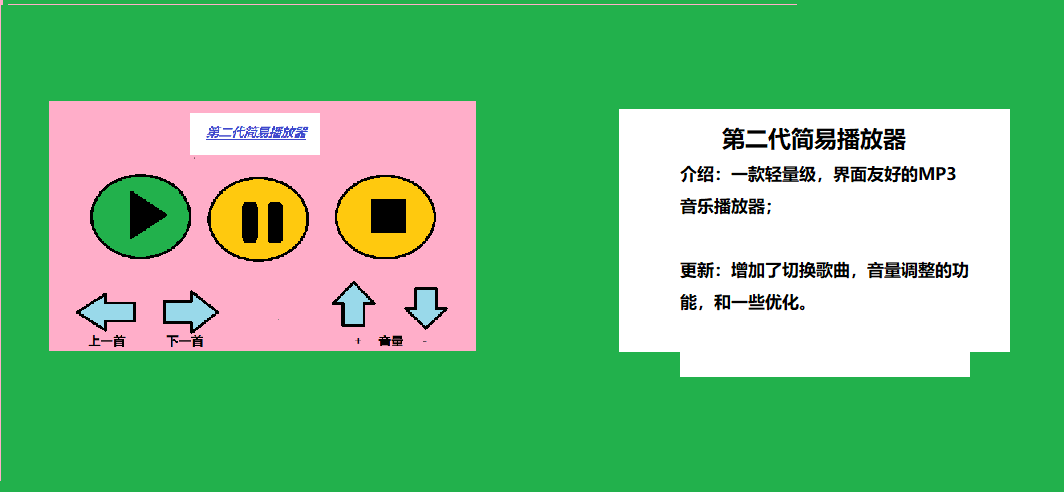 第二代简易播放器
上一首
下一首
+ 音量 -
第二代简易播放器
介绍：一款轻量级，界面友好的MP3
音乐播放器；
更新：增加了切换歌曲，音量调整的功
能，和一些优化。